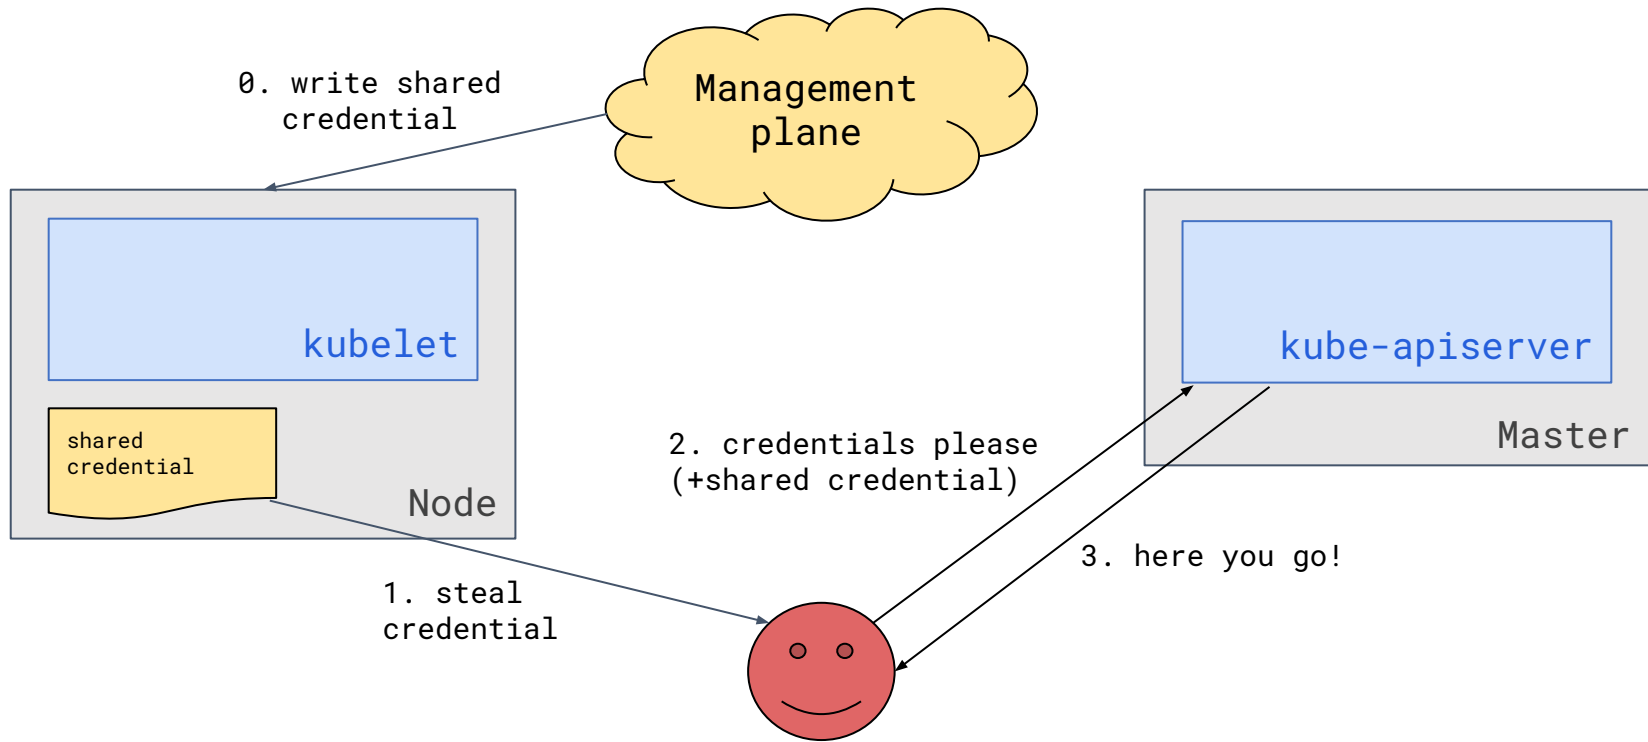 0. write shared
credential
Management
plane
kubelet
shared
credential
Node
kube-apiserver
Master
2. credentials please
(+shared credential)
3. here you go!
1. steal
credential